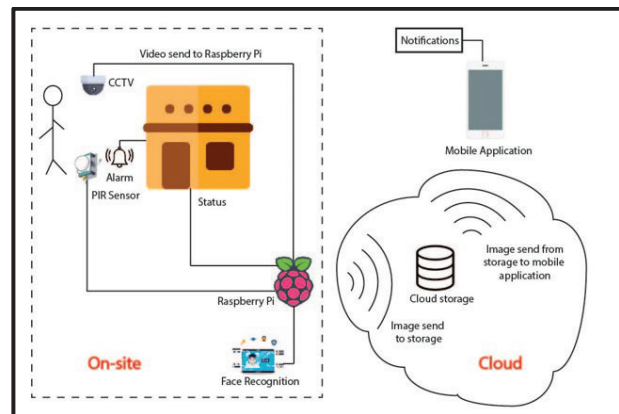 Video send to Raspberry Pi
CCTV
Alarm
PIR Sensor
Status
Raspberry Pi
On-site
Face Recognition
Notifications
Mobile Application
Image send from
storage to mobile
application
Cloud storage
Image send
to storage
Cloud